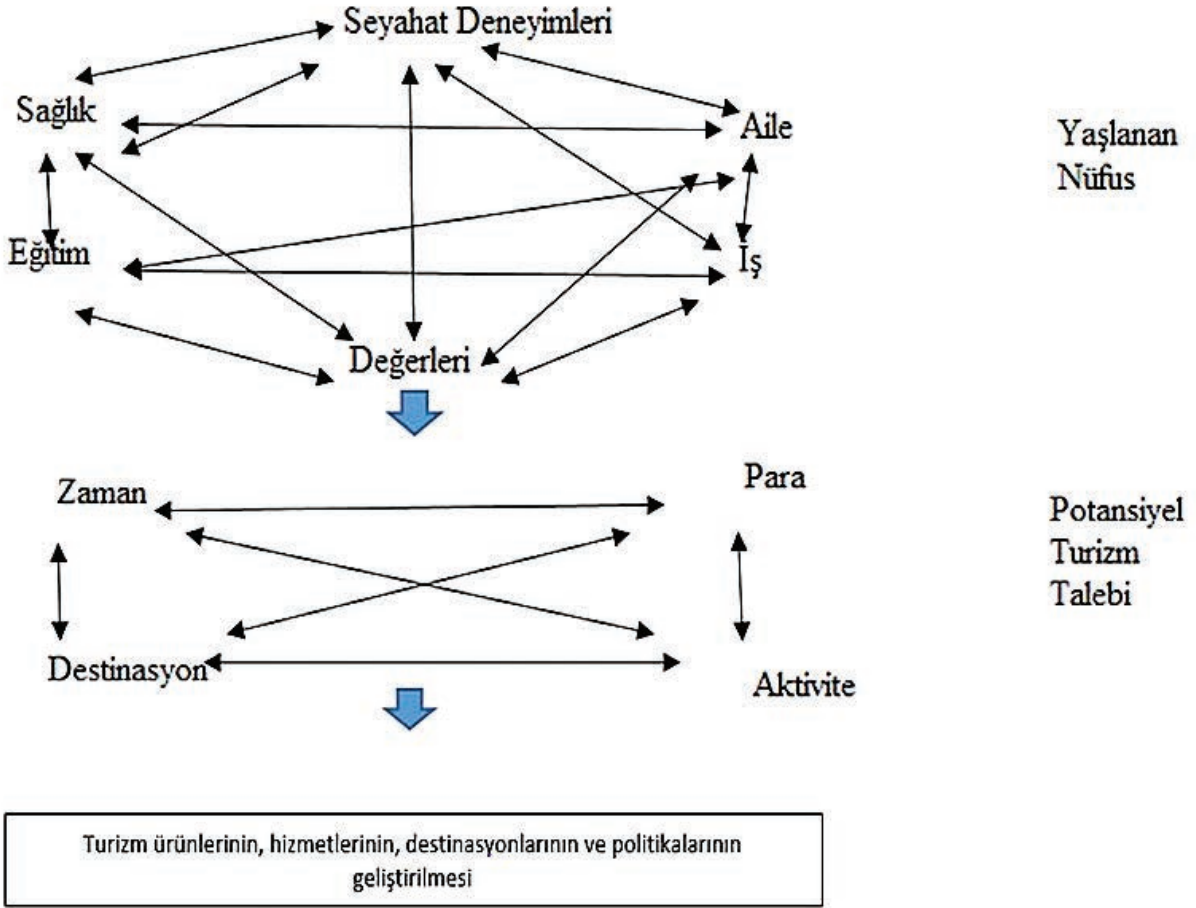 Seyahat Deneyimleri
Sağlık
Aile
Yaşlanan
Nüfus
Eğitim
İş
Değerleri
Zaman
Para
Potansiyel
Turizm
Talebi
Destinasyon
Aktivite
Turizm ürünlerinin, hizmetlerinin, destinasyonlarının ve politikalarının
geliştirilmesi